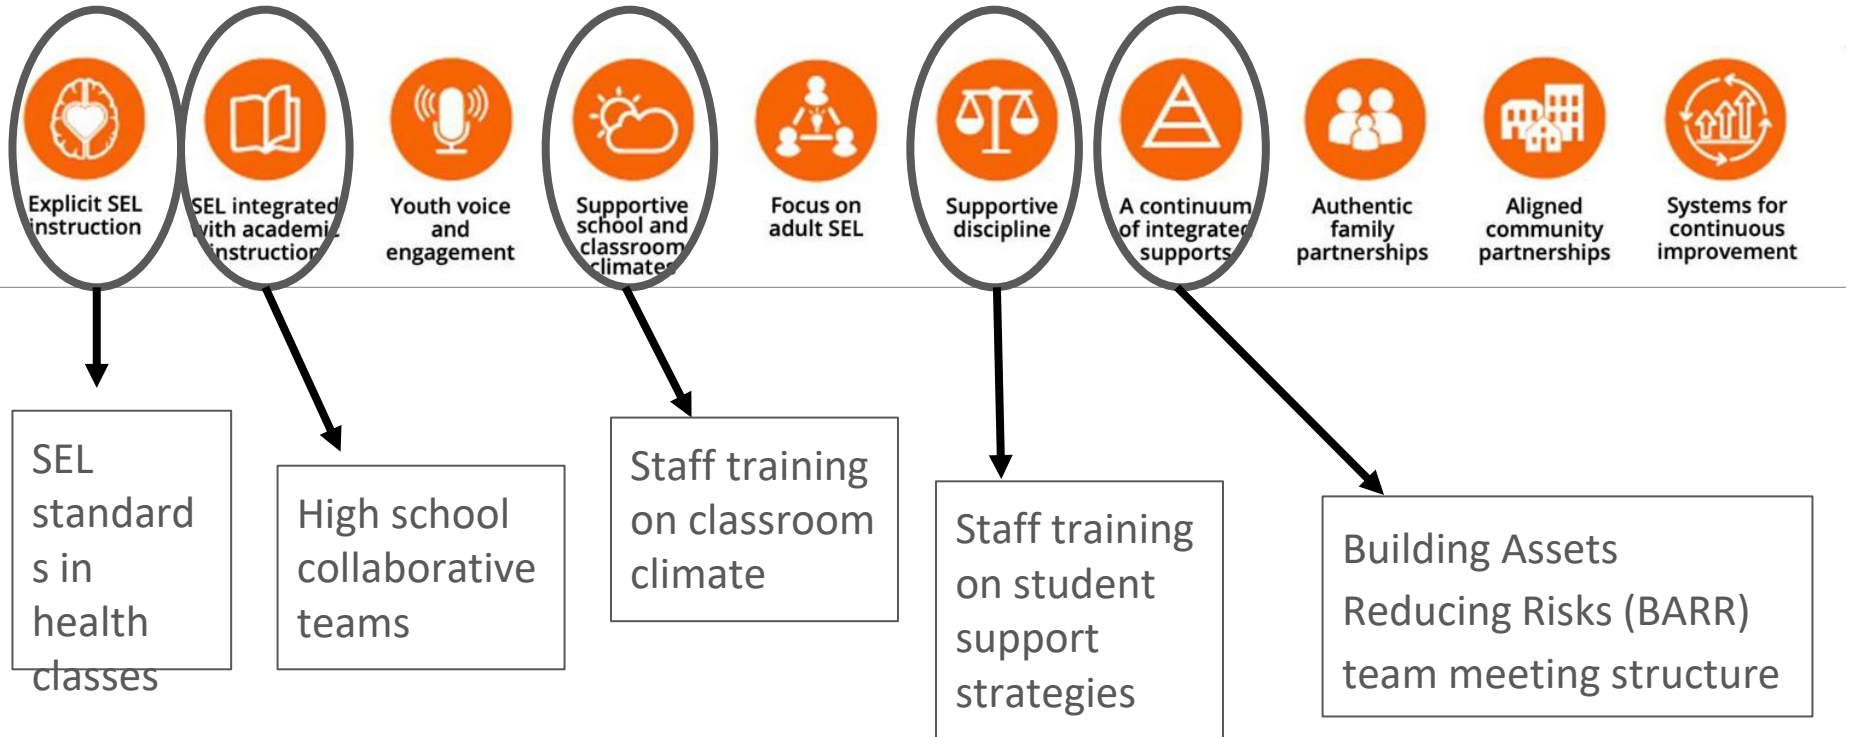 Explicit SEL
instruction
SEL integrated
with academic
instruction
Youth voice
and
engagement
Supportive
school and
classroom
climates
Focus on
adult SEL
Supportive
discipline
A continuum
of integrated
supports
Authentic
family
partnerships
Aligned
community
partnerships
Systems for
continuous
improvement
SEL
standard
s in
health
classes
High school
collaborative
teams
Staff training
on classroom
climate
Staff training
on student
support
strategies
Building Assets
Reducing Risks (BARR)
team meeting structure